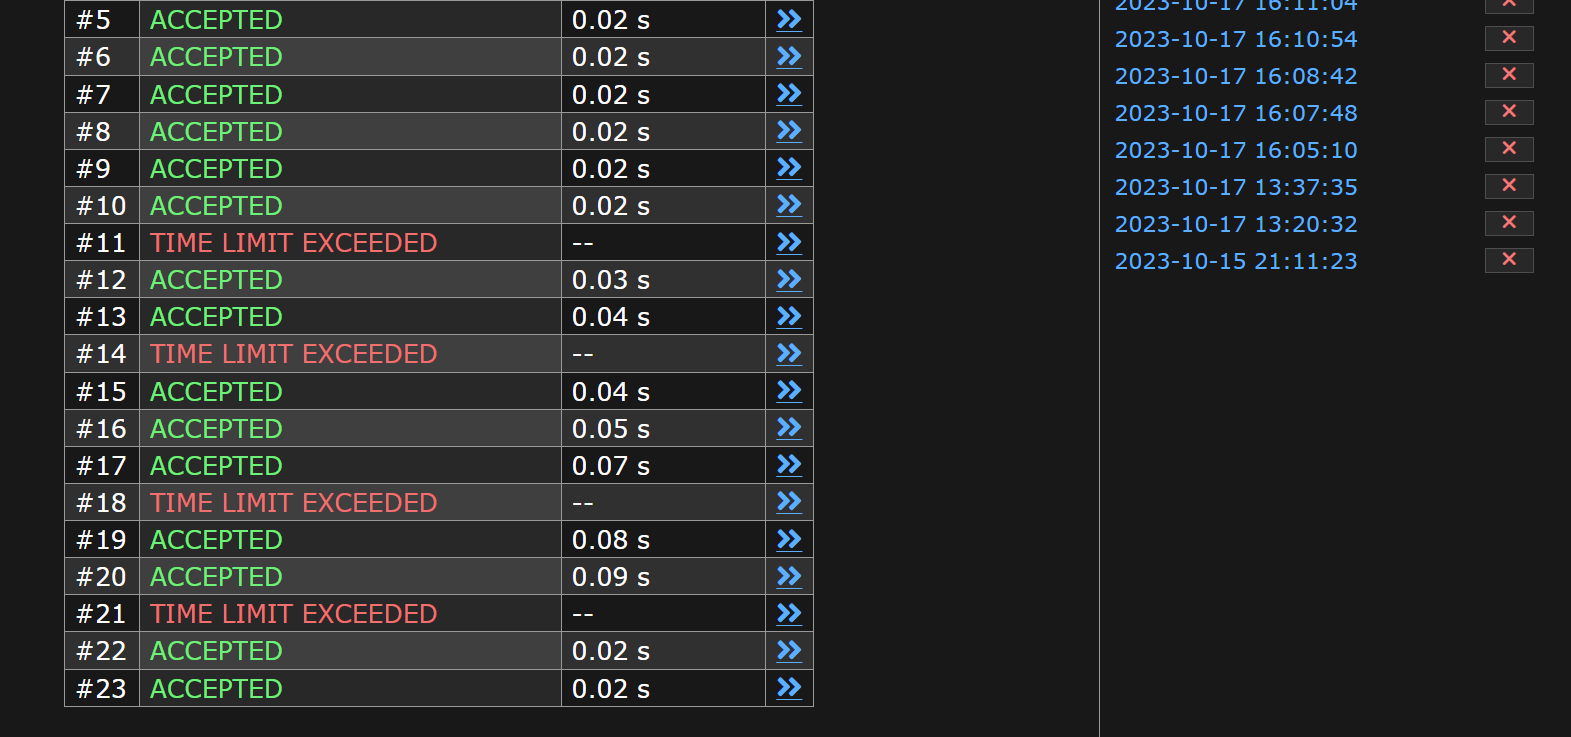 #5 ACCEPTED 0.02 s >>
#6 ACCEPTED 0.02 s >>
#7 ACCEPTED 0.02 s >>
#8 ACCEPTED 0.02 s >>
#9 ACCEPTED 0.02 s >>
#10 ACCEPTED 0.02 s >>
#11 TIME LIMIT EXCEEDED -- >>
#12 ACCEPTED 0.03 s >>
#13 ACCEPTED 0.04 s >>
#14 TIME LIMIT EXCEEDED -- >>
#15 ACCEPTED 0.04 s >>
#16 ACCEPTED 0.05 s >>
#17 ACCEPTED 0.07 s >>
#18 TIME LIMIT EXCEEDED -- >>
#19 ACCEPTED 0.08 s >>
#20 ACCEPTED 0.09 s >>
#21 TIME LIMIT EXCEEDED -- >>
#22 ACCEPTED 0.02 s >>
#23 ACCEPTED 0.02 s >>
2023-10-17 16:11:04 ×
2023-10-17 16:10:54 ×
2023-10-17 16:08:42 ×
2023-10-17 16:07:48 ×
2023-10-17 16:05:10 ×
2023-10-17 13:37:35 ×
2023-10-17 13:20:32 ×
2023-10-15 21:11:23 ×